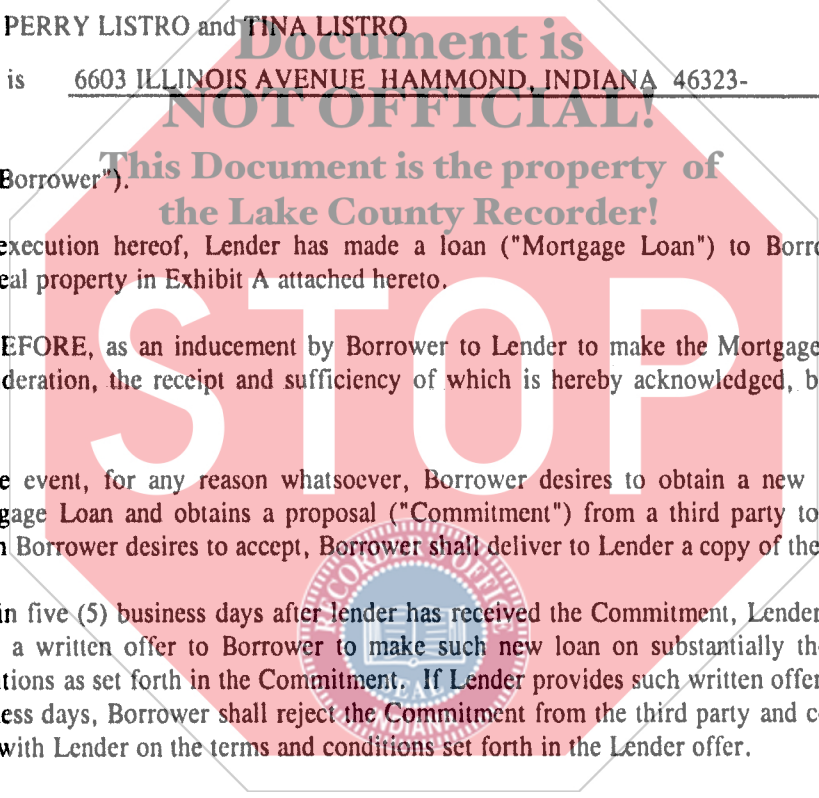 PERRY LISTRO and TINA LISTRO
Document is
is 6603 ILLINOIS AVENUE HAMMOND, INDIANA 46323-
NOT OFFICIAL!
This Document is the property of
Borrower").
the Lake County Recorder!
execution hereof, Lender has made a loan ("Mortgage Loan") to Borro
eal property in Exhibit A attached hereto.
EFORE, as an inducement by Borrower to Lender to make the Mortgage
deration, the receipt and sufficiency of which is hereby acknowledged, b
STOP
e event, for any reason whatsoever, Borrower desires to obtain a new
gage Loan and obtains a proposal ("Commitment") from a third party to
n Borrower desires to accept, Borrower shall deliver to Lender a copy of the
in five (5) business days after lender has received the Commitment, Lender
a written offer to Borrower to make such new loan on substantially th
tions as set forth in the Commitment. If Lender provides such written offer
ess days, Borrower shall reject the Commitment from the third party and c
with Lender on the terms and conditions set forth in the Lender offer.
RECORDER'S OFFICE
SEAL
INDIANA